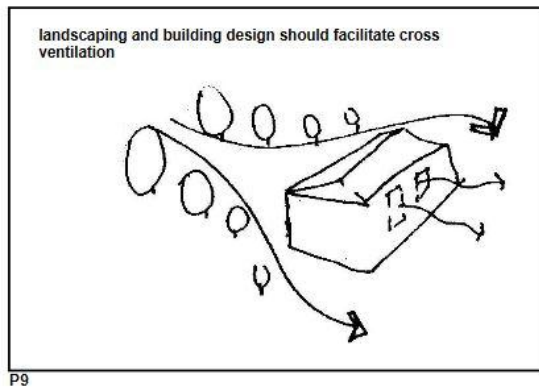 landscaping and building design should facilitate cross
ventilation
P9